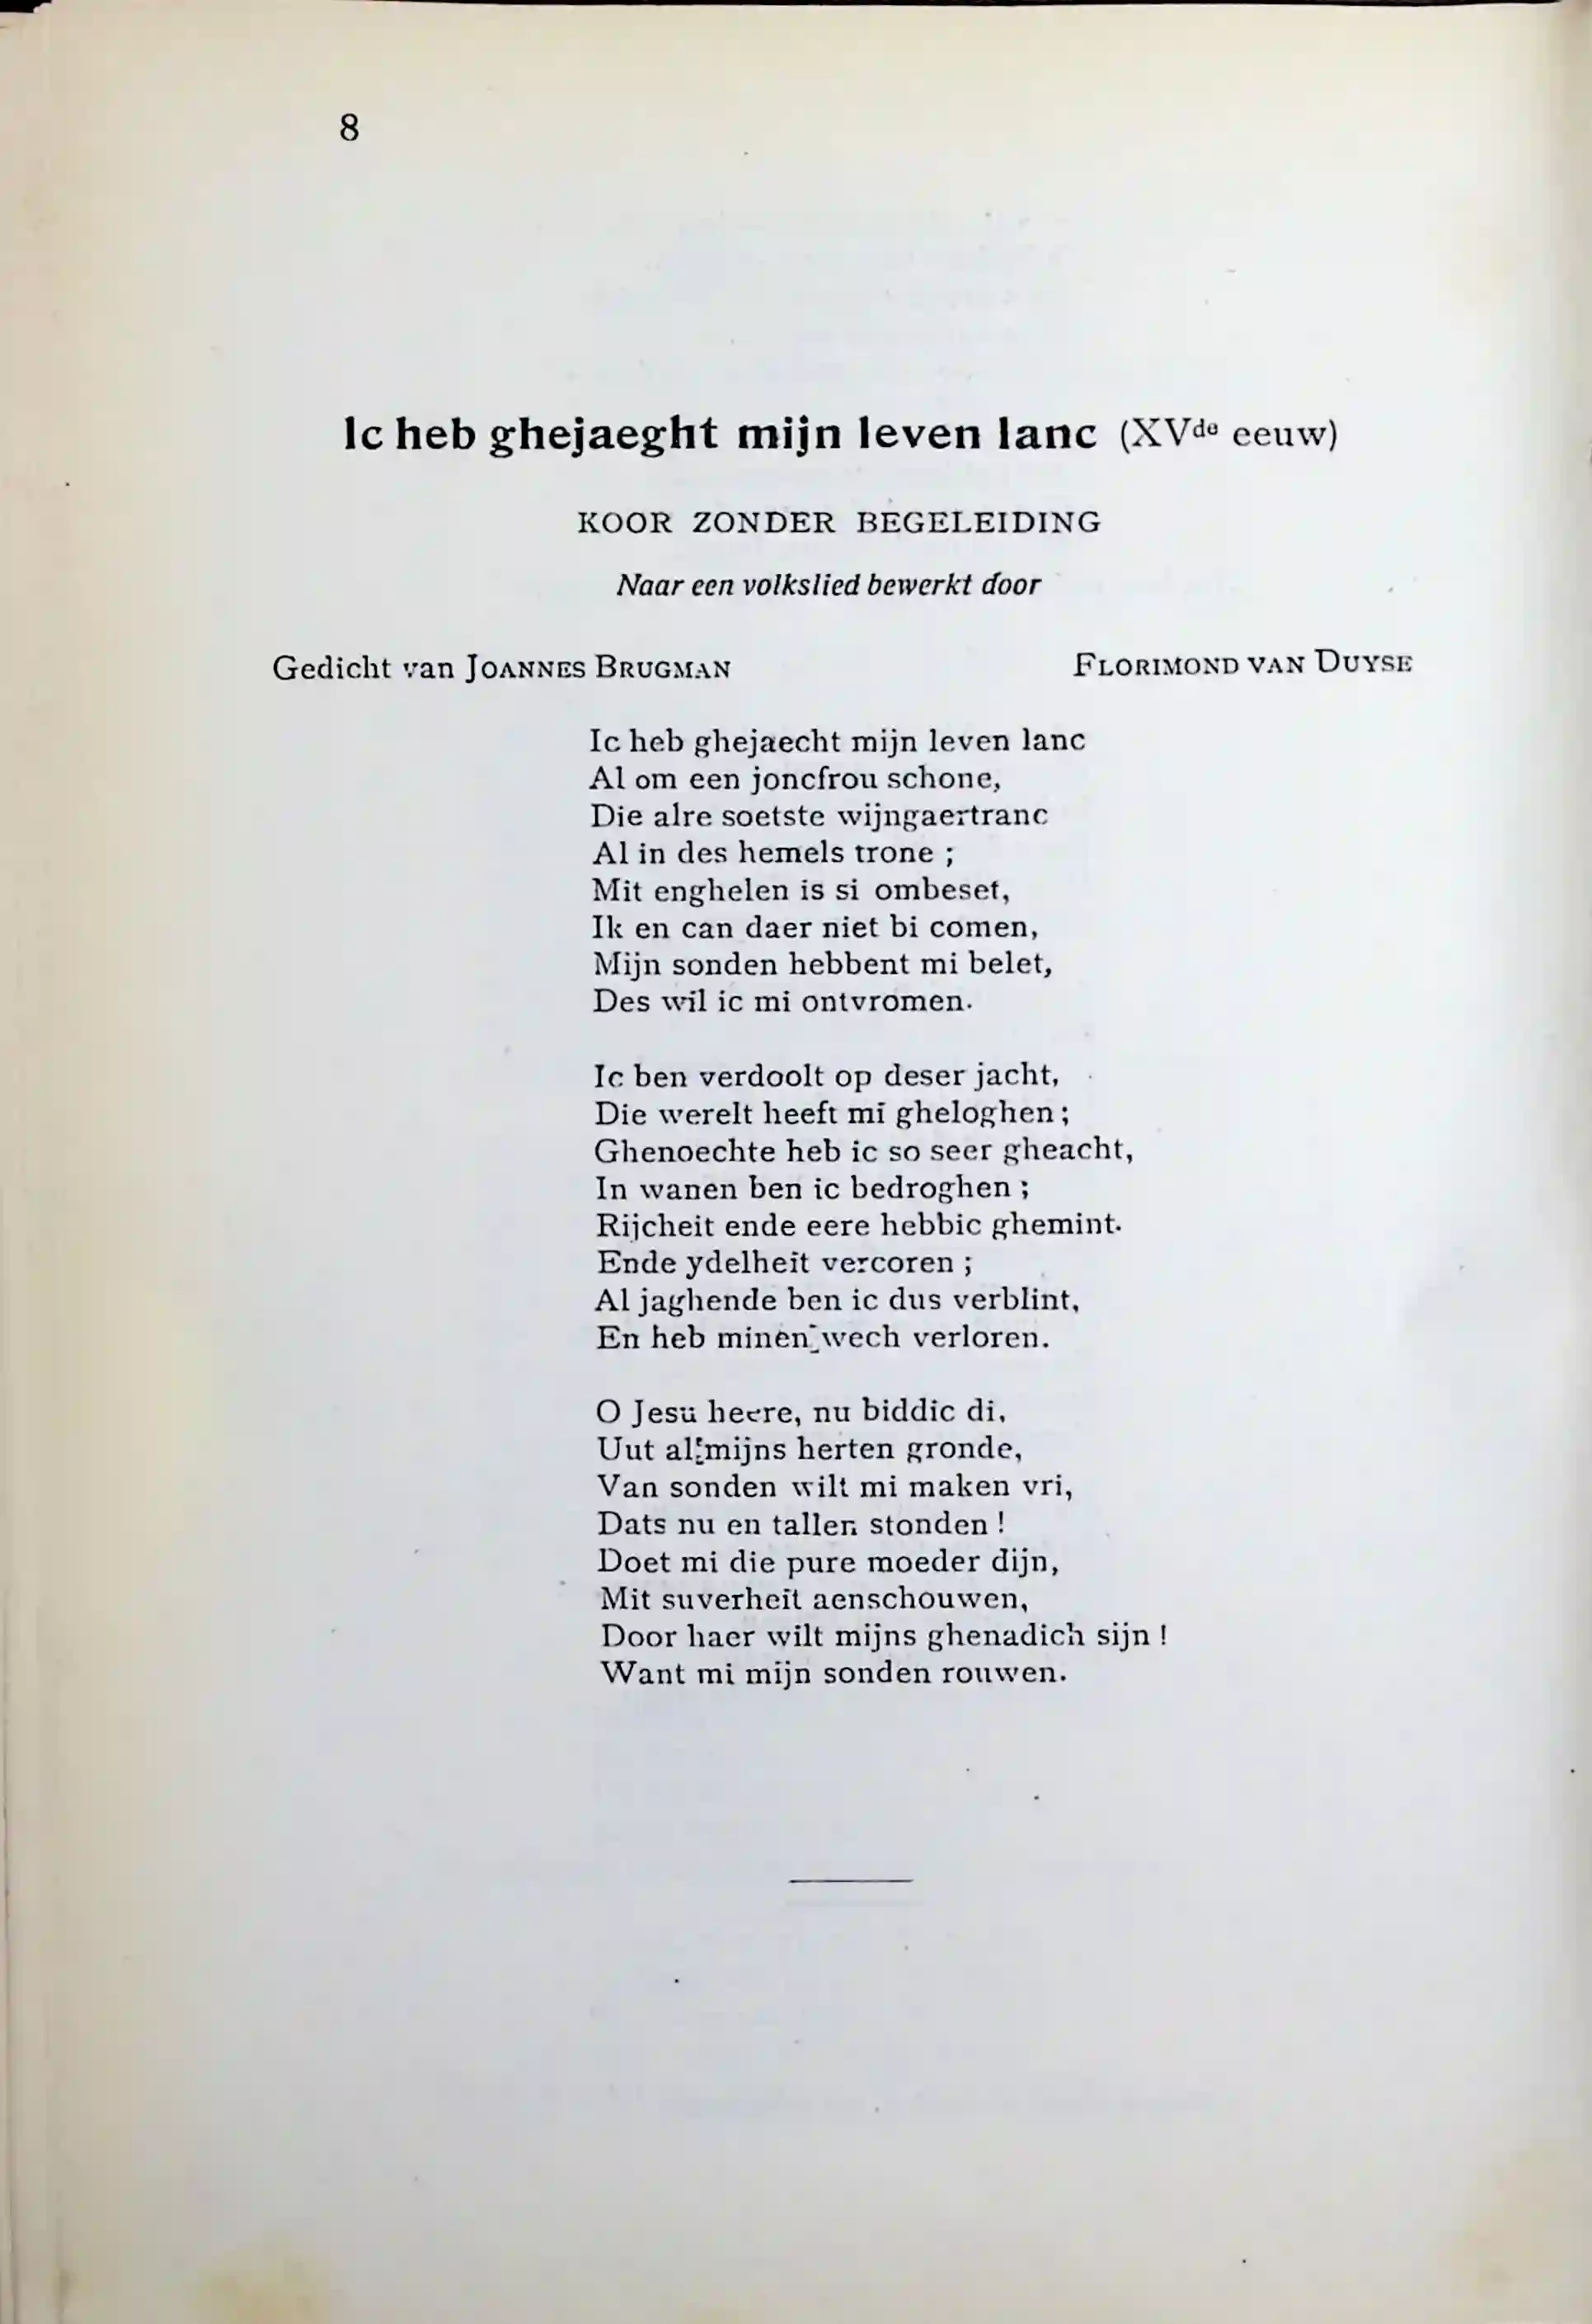 8
Ic heb ghejaeght mijn leven lanc (XVde eeuw)
KOOR ZONDER BEGELEIDING
Naar een volkslied bewerkt door
Gedicht van JOANNES BRUGMAN FLORIMOND VAN DUYSE
Ic heb ghejaecht mijn leven lanc
Al om een joncfrou schone,
Die alre soetste wijngaertranc
Al in des hemels trone ;
Mit enghelen is si ombeset,
Ik en can daer niet bi comen,
Mijn sonden hebbent mi belet,
Des wil ic mi ontvromen.
Ic ben verdoolt op deser jacht,
Die werelt heeft mi gheloghen ;
Ghenoechte heb ic so seer gheacht,
In wanen ben ic bedroghen ;
Rijcheit ende eere hebbic ghemint.
Ende ydelheit vercoren ;
Al jaghende ben ic dus verblint,
En heb minen wech verloren.
O Jesu heere, nu biddic di,
Uut al mijns herten gronde,
Van sonden wilt mi maken vri,
Dats nu en tallen stonden !
Doet mi die pure moeder dijn,
Mit suverheit aenschouwen,
Door haer wilt mijns ghenadich sijn !
Want mi mijn sonden rouwen.